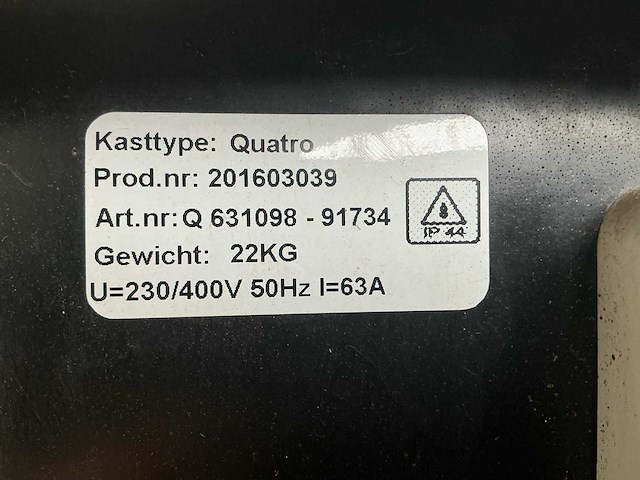 Kasttype: Quatro
Prod.nr: 201603039
Art.nr: Q 631098 - 91734
IP 44
Gewicht: 22KG
U=230/400V 50Hz I=63A